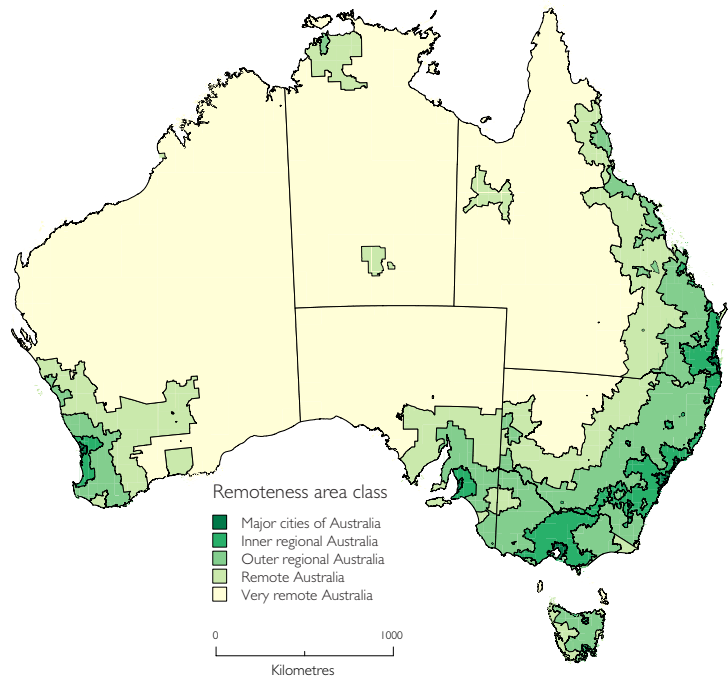 Remoteness area class
Major cities of Australia
Inner regional Australia
Outer regional Australia
Remote Australia
Very remote Australia
0 1000
Kilometres